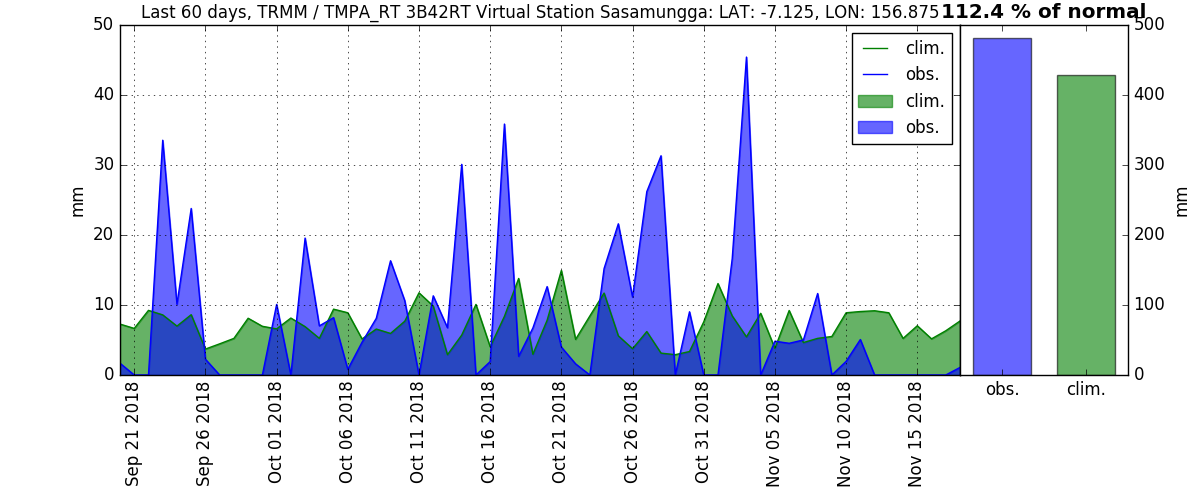 Last 60 days, TRMM / TMPA_RT 3B42RT Virtual Station Sasamungga: LAT: -7.125, LON: 156.875
112.4 % of normal
50
40
30
20
10
0
mm
clim.
obs.
clim.
obs.
500
400
300
200
100
0
mm
Sep 21 2018
Sep 26 2018
Oct 01 2018
Oct 06 2018
Oct 11 2018
Oct 16 2018
Oct 21 2018
Oct 26 2018
Oct 31 2018
Nov 05 2018
Nov 10 2018
Nov 15 2018
obs.
clim.